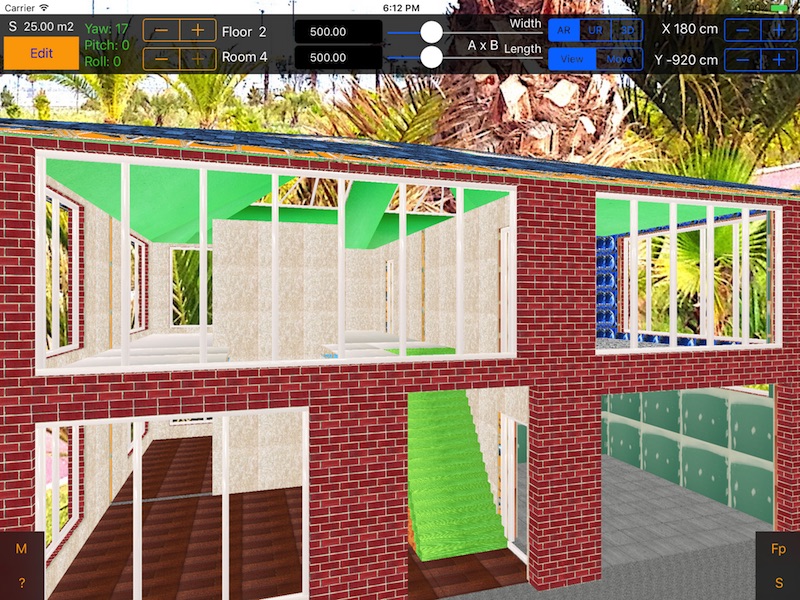 Carrier 6:12 PM
S 25.00 m2
Edit
Yaw: 17
Pitch: 0
Roll: 0
Floor 2
Room 4
500.00
500.00
Width
A x B Length
AR UR SD
View Move
X 180 cm
Y -920 cm
M
?
Fp
S